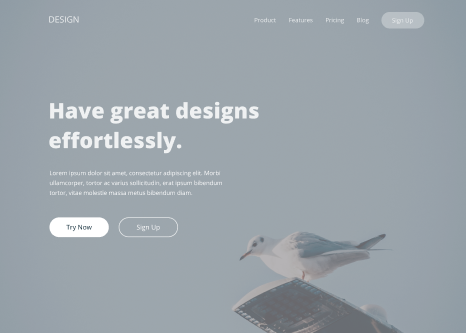 DESIGN
Product Features Pricing Blog Sign Up
Have great designs
effortlessly.
Lorem ipsum dolor sit amet, consectetur adipiscing elit. Morbi
ullamcorper, tortor ac varius sollicitudin, erat ipsum bibendum
tortor, vitae molestie massa metus bibendum diam.
Try Now Sign Up